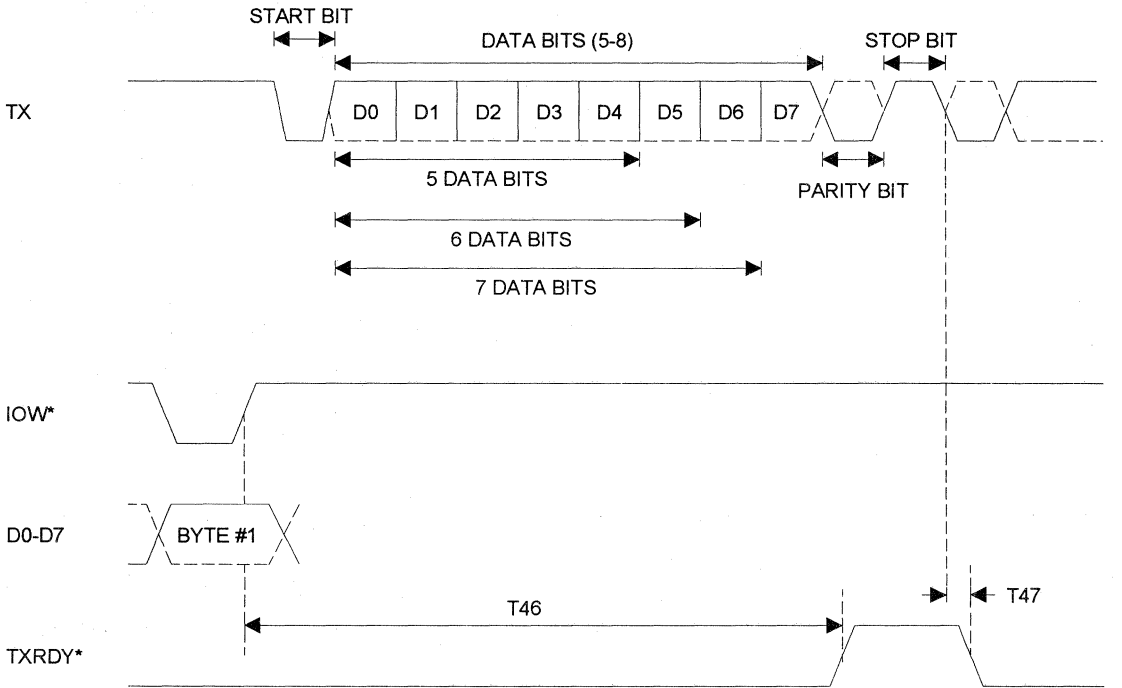 START BIT
DATA BITS (5-8)
STOP BIT
TX
D0 D1 D2 D3 D4 D5 D6 D7
5 DATA BITS
PARITY BIT
6 DATA BITS
7 DATA BITS
IOW*
D0-D7
BYTE #1
T46
T47
TXRDY*